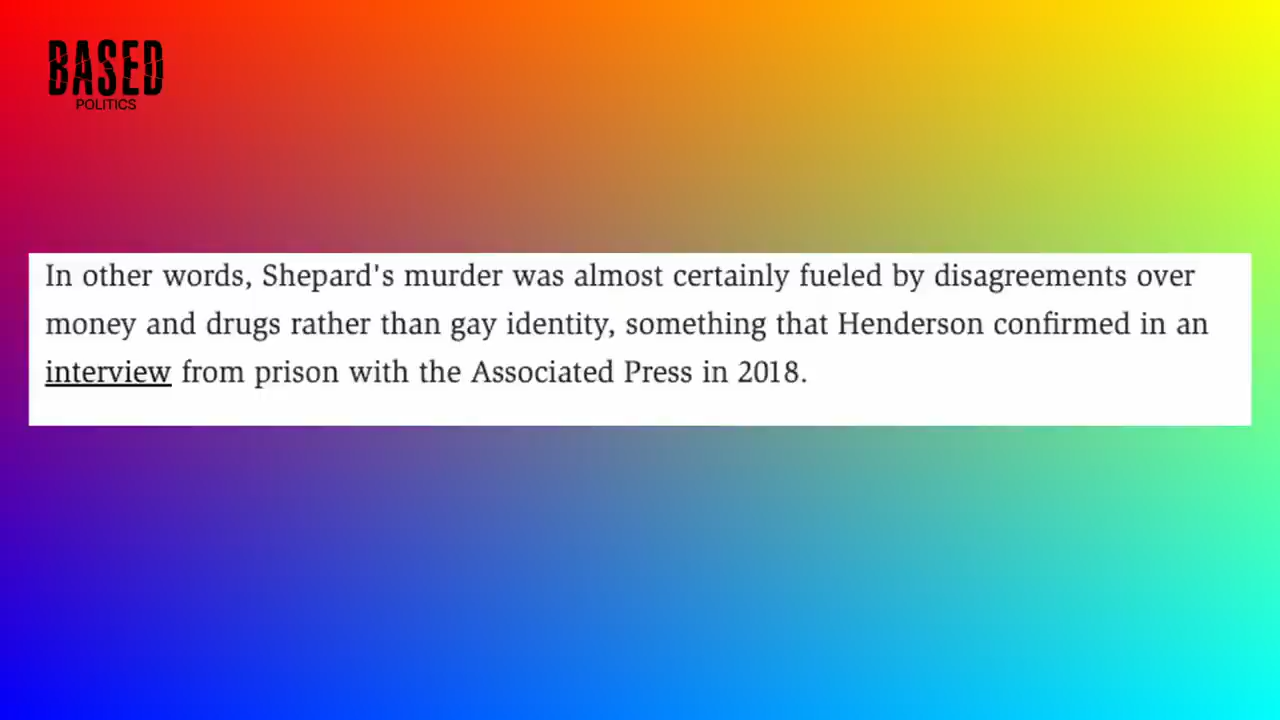 BASED
POLITICS
In other words, Shepard's murder was almost certainly fueled by disagreements over
money and drugs rather than gay identity, something that Henderson confirmed in an
interview from prison with the Associated Press in 2018.